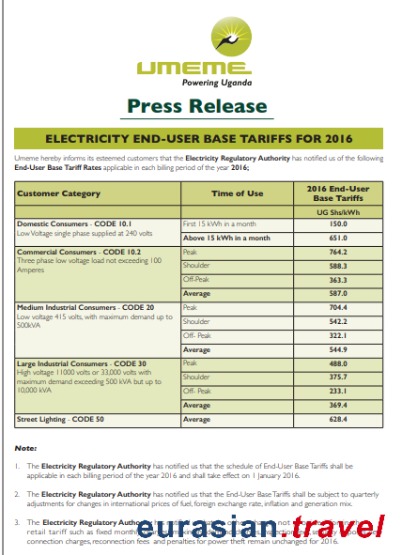 UMEME
Powering Uganda
Press Release
ELECTRICITY END-USER BASE TARIFFS FOR 2016
Umeme hereby informs its esteemed customers that the Electricity Regulatory Authority has notified us of the following
End-User Base Tariff Rates applicable in each billing period of the year 2016;
Customer Category Time of Use 2016 End-User
Base Tariffs
UG Shs/kWh
Domestic Consumers - CODE 10.1 First 15 kWh in a month 150.0
Low Voltage single phase supplied at 240 volts Above 15 kWh in a month 651.0
Commercial Consumers - CODE 10.2 Peak 764.2
Three phase low voltage load not exceeding 100 Shoulder 588.3
Amperes Off-Peak 363.3
Average 587.0
Medium Industrial Consumers - CODE 20 Peak 704.4
Low voltage 415 volts, with maximum demand up to Shoulder 542.2
500kVA Off- Peak 322.1
Average 544.9
Large Industrial Consumers - CODE 30 Peak 488.0
High voltage 11000 volts or 33,000 volts with Shoulder 375.7
maximum demand exceeding 500 kVA but up to Off- Peak 233.1
10,000 kVA Average 369.4
Street Lighting - CODE 50 Average 628.4
Note:
1. The Electricity Regulatory Authority has notified us that the schedule of End-User Base Tariffs shall be
applicable in each billing period of the year 2016 and shall take effect on 1 January 2016.
2. The Electricity Regulatory Authority has notified us that the End-User Base Tariffs shall be subject to quarterly
adjustments for changes in international prices of fuel, foreign exchange rate, inflation and generation mix.
3. The Electricity Regulatory
eurasian travel
retail tariff such as fixed
connection charges, reconnection fees and penalties for power theft remain unchanged for 2016.